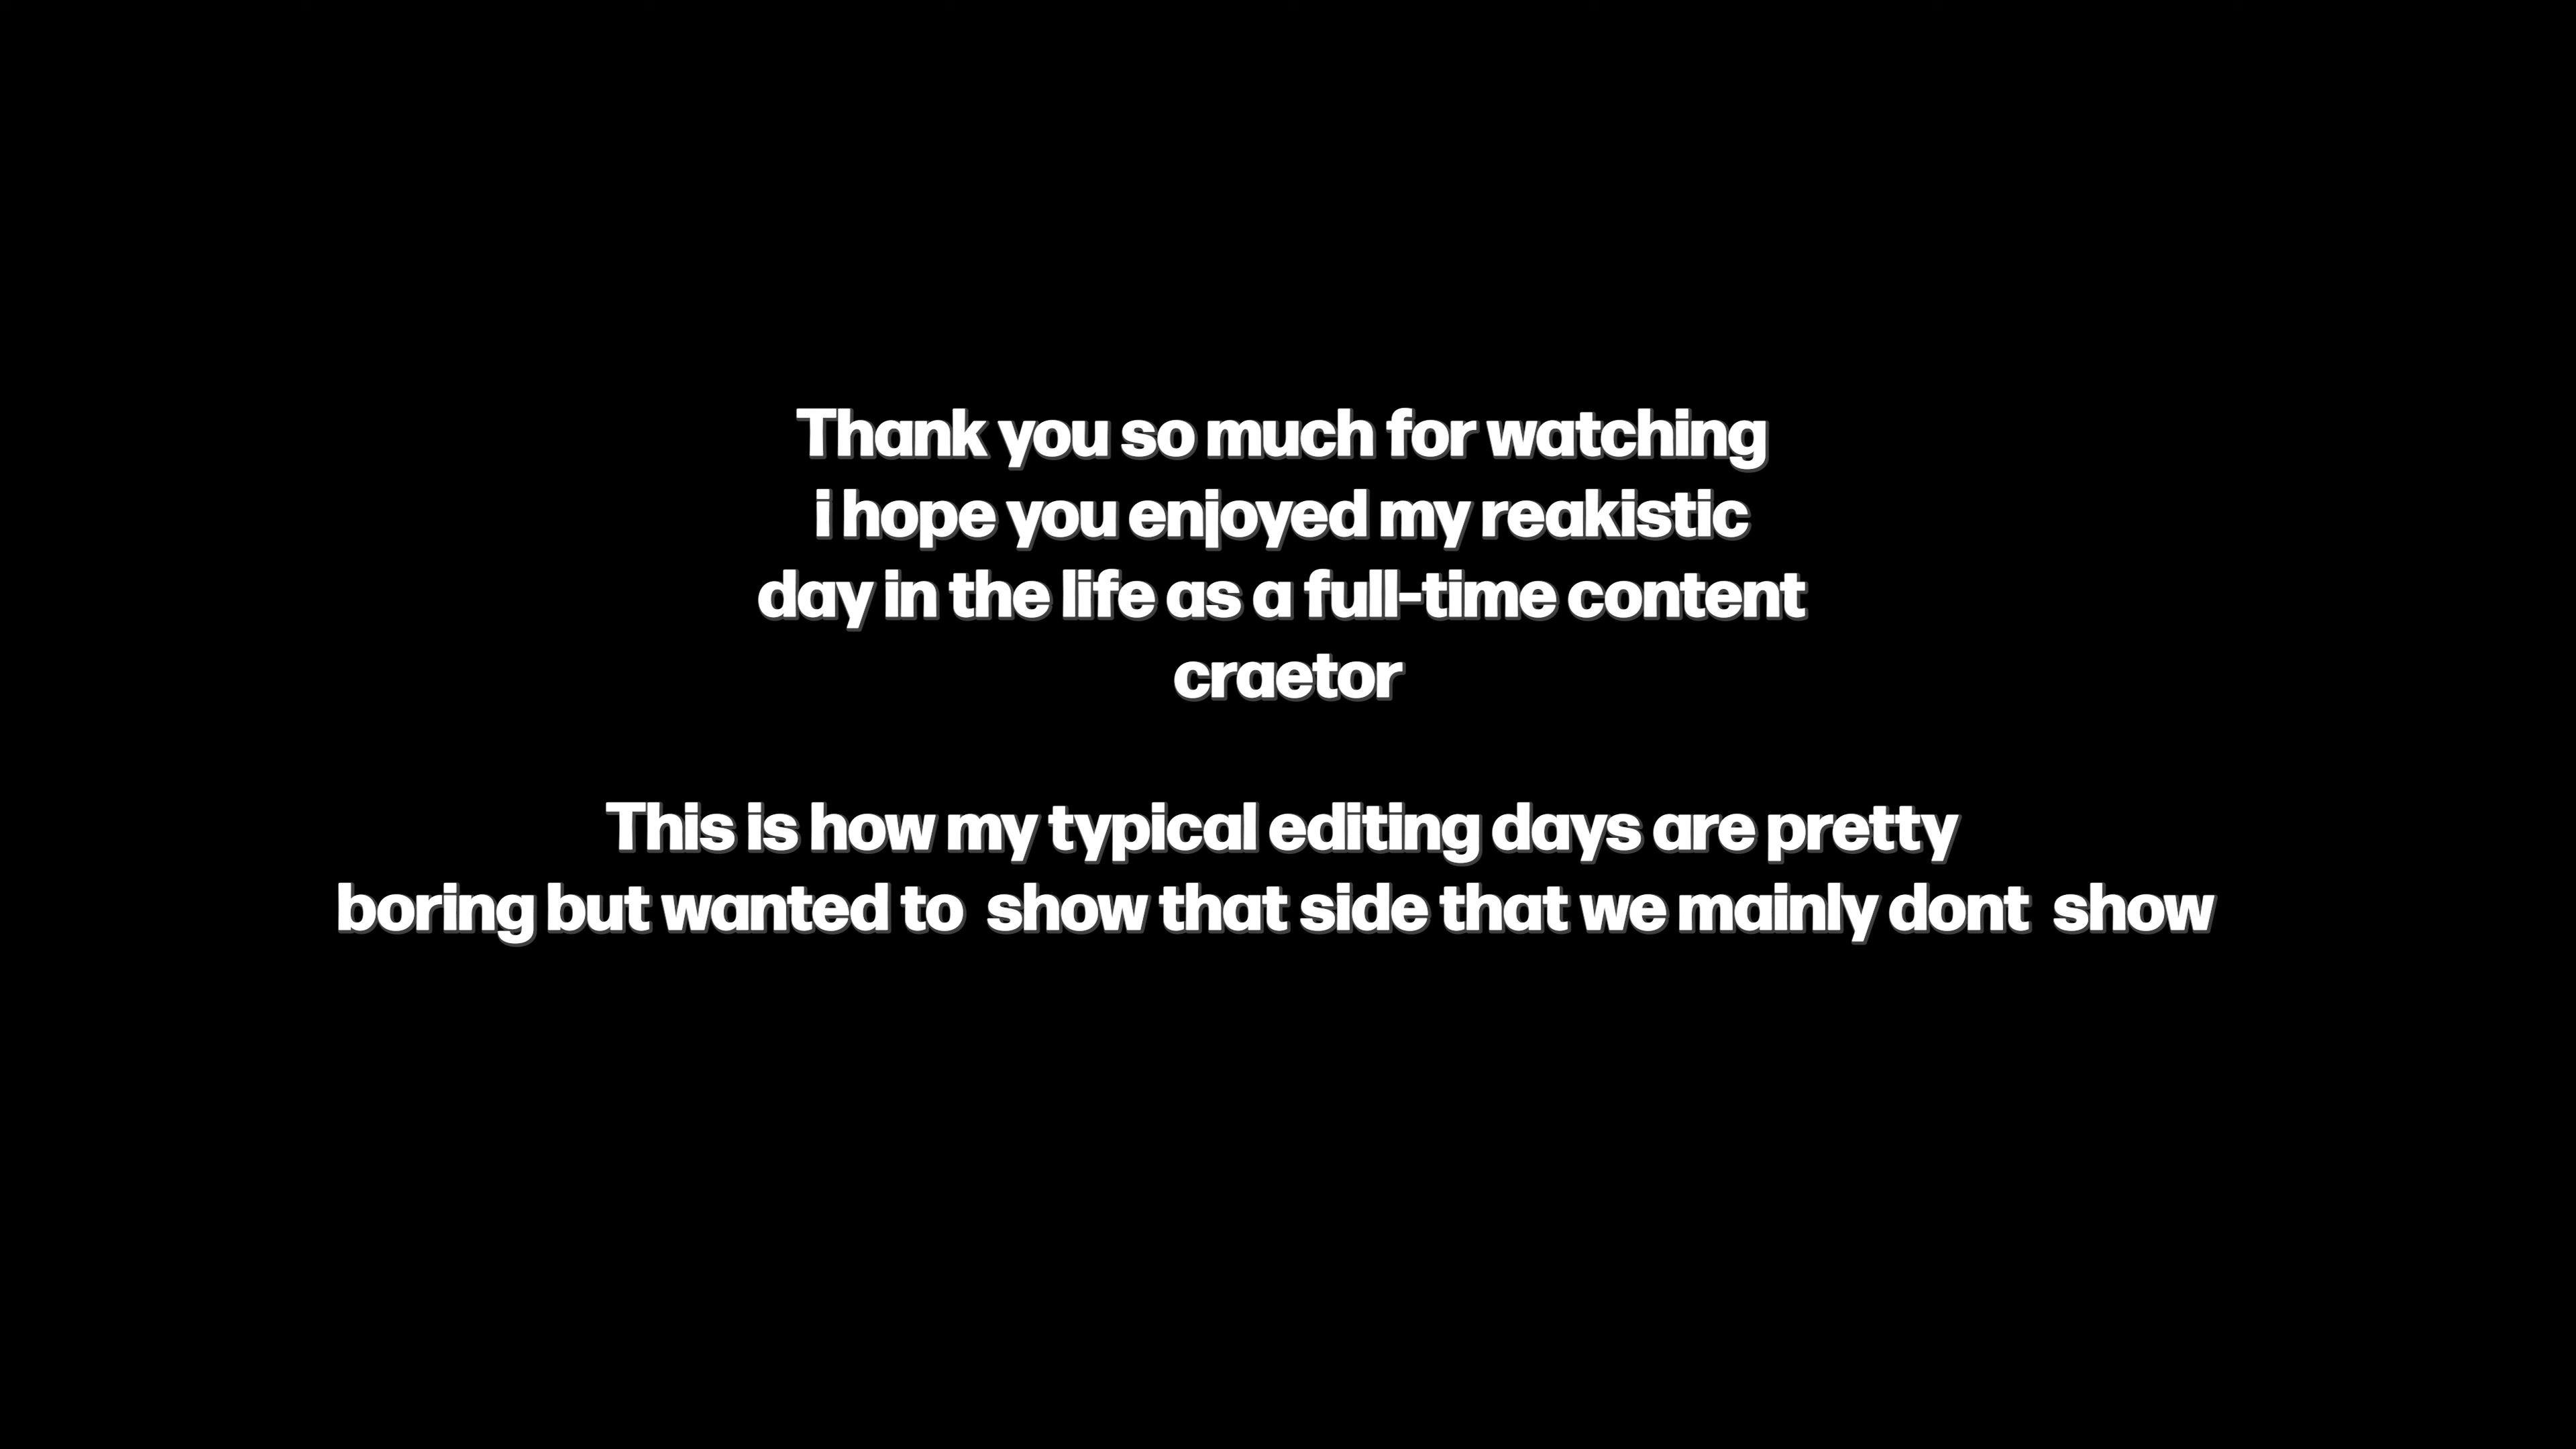 Thank you so much for watching
i hope you enjoyed my reakistic
day in the life as a full-time content
craetor
This is how my typical editing days are pretty
boring but wanted to  show that side that we mainly dont  show